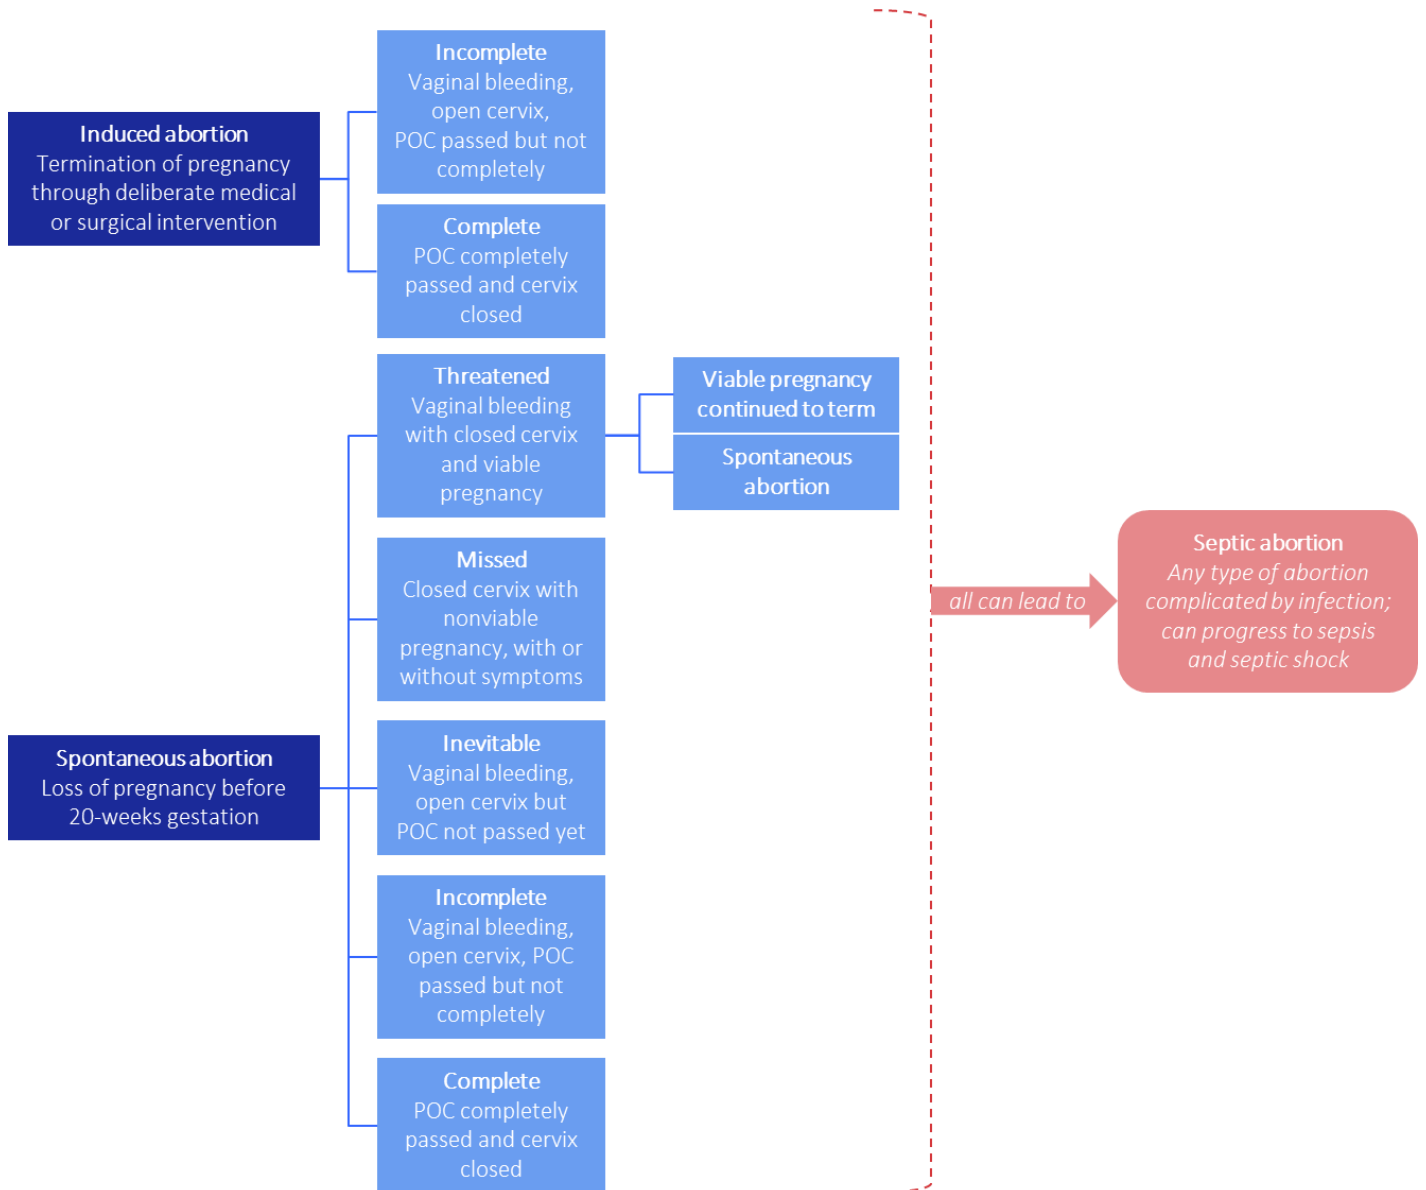 Induced abortion
Termination of pregnancy
through deliberate medical
or surgical intervention
Incomplete
Vaginal bleeding,
open cervix,
POC passed but not
completely
Complete
POC completely
passed and cervix
closed
Spontaneous abortion
Loss of pregnancy before
20-weeks gestation
Threatened
Vaginal bleeding
with closed cervix
and viable
pregnancy
Viable pregnancy
continued to term
Spontaneous
abortion
Missed
Closed cervix with
nonviable
pregnancy, with or
without symptoms
Inevitable
Vaginal bleeding,
open cervix but
POC not passed yet
Incomplete
Vaginal bleeding,
open cervix, POC
passed but not
completely
Complete
POC completely
passed and cervix
closed
all can lead to
Septic abortion
Any type of abortion
complicated by infection;
can progress to sepsis
and septic shock